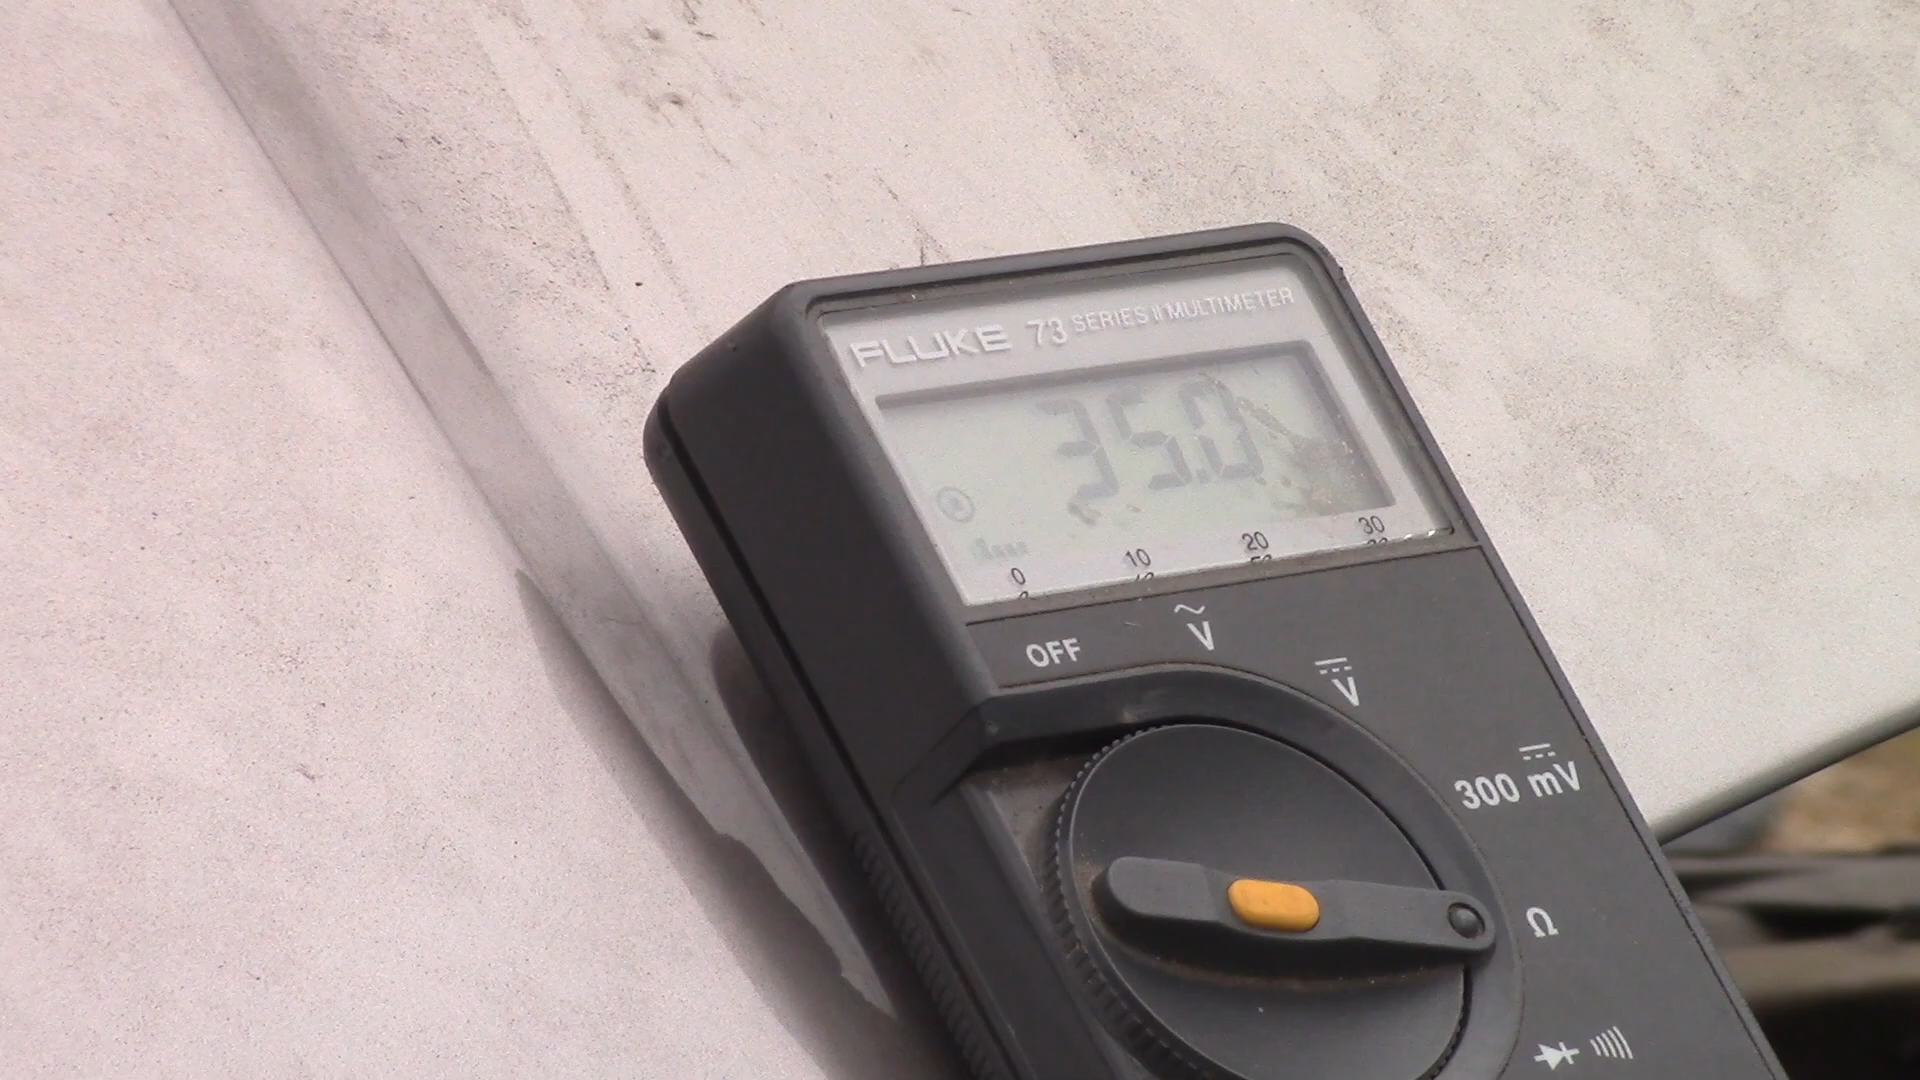 FLUKE 73 SERIES II MULTIMETER
35.0
0 10 20 30
OFF
V
V
300 mV
Ω